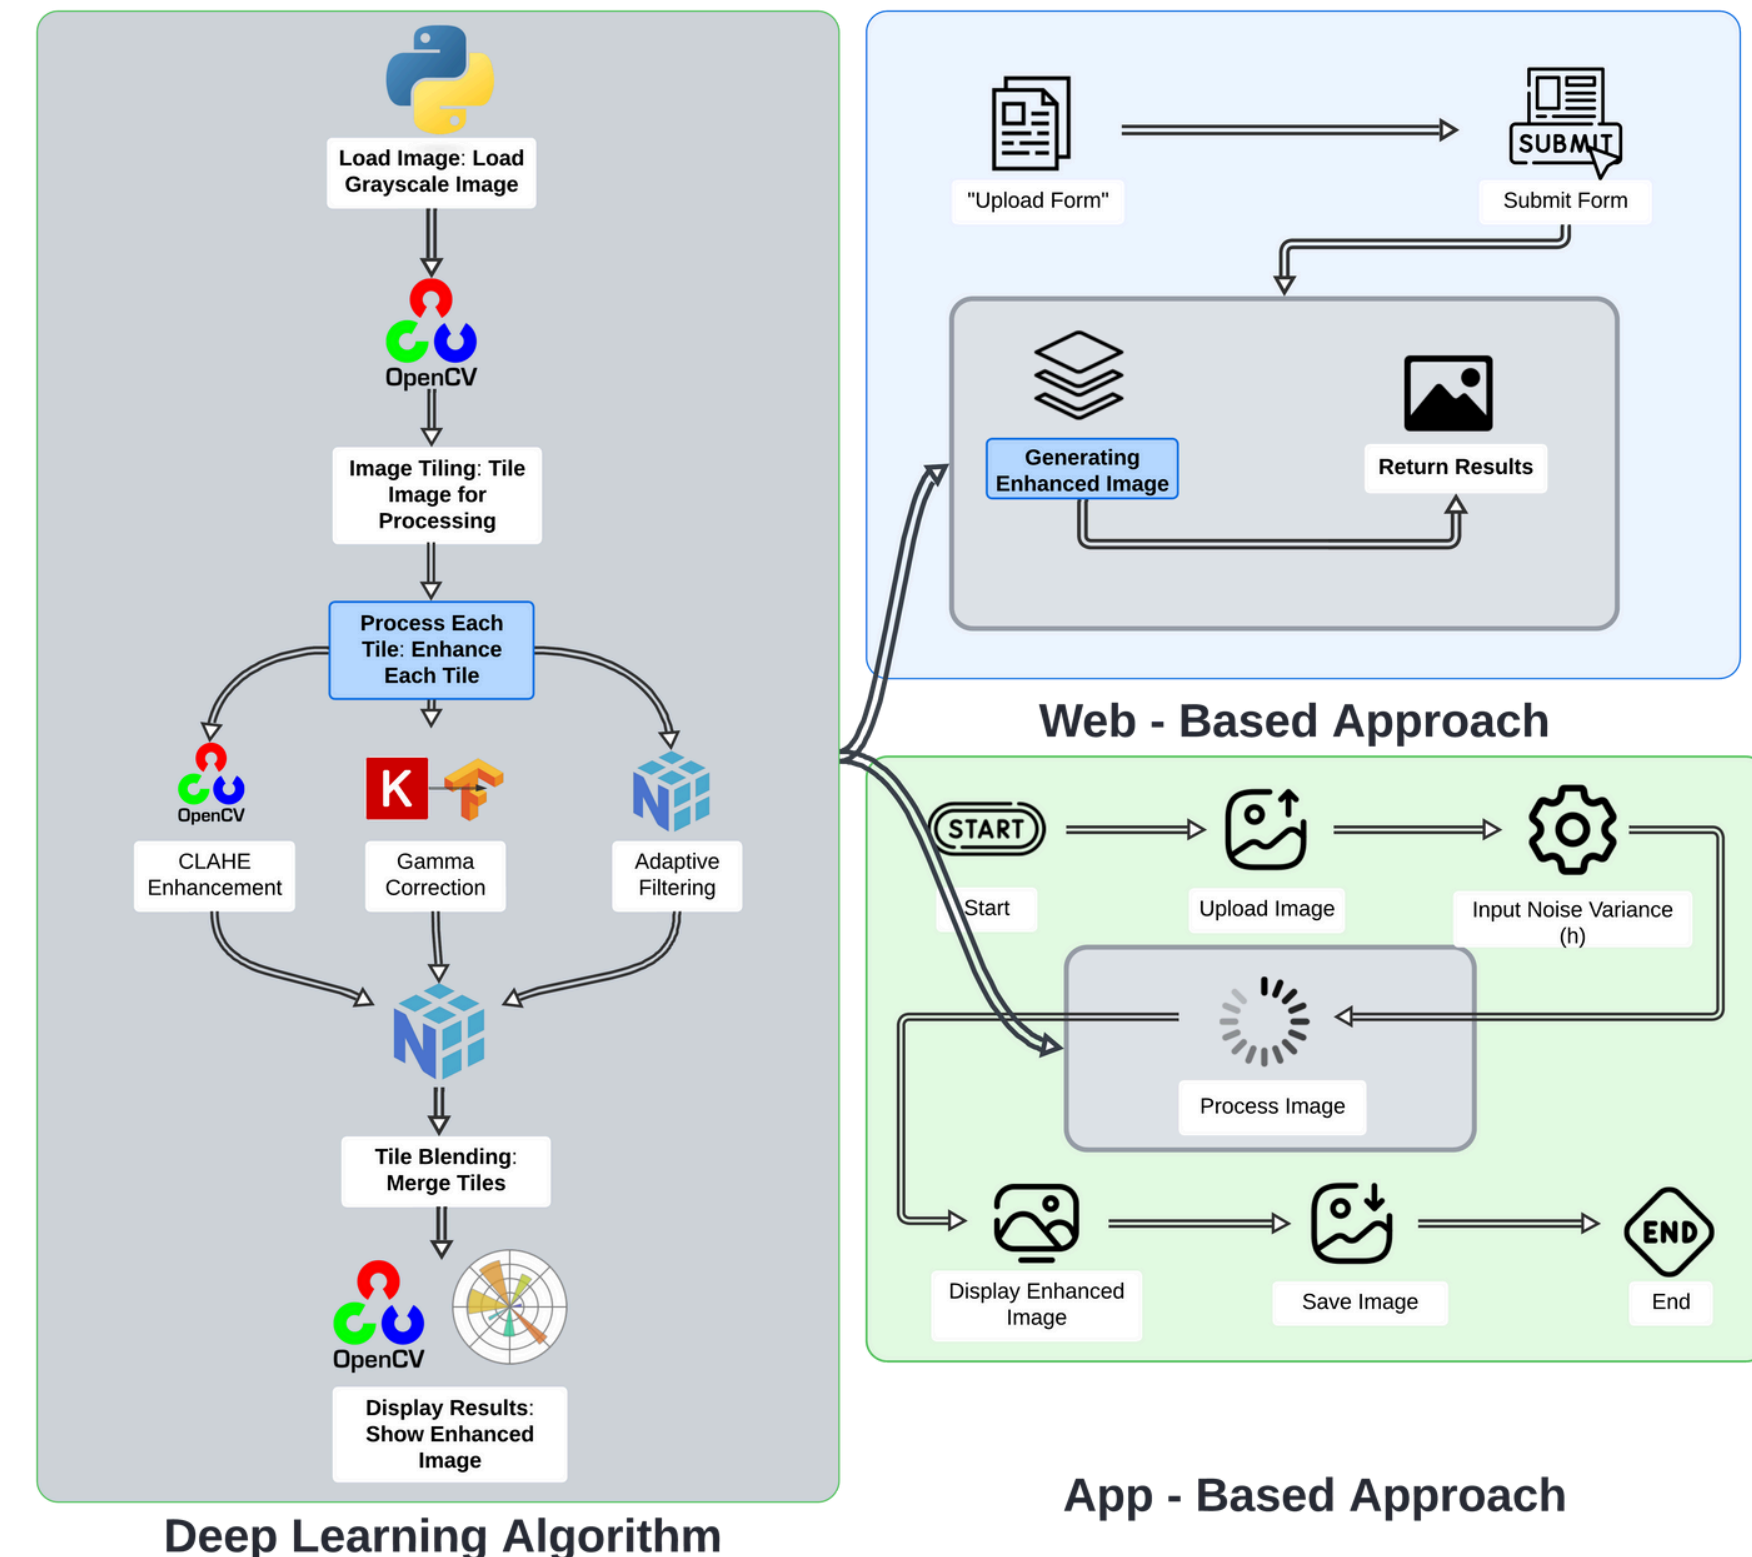 Load Image: Load
Grayscale Image
OpenCV
Image Tiling: Tile
Image for
Processing
Process Each
Tile: Enhance
Each Tile
OpenCV
K
CLAHE
Enhancement
Gamma
Correction
N
Adaptive
Filtering
N
Tile Blending:
Merge Tiles
OpenCV
Display Results:
Show Enhanced
Image
Deep Learning Algorithm
"Upload Form"
SUBMIT
Submit Form
Generating
Enhanced Image
Return Results
Web - Based Approach
START
Start
Upload Image
Input Noise Variance
(h)
Process Image
Display Enhanced
Image
Save Image
END
End
App - Based Approach